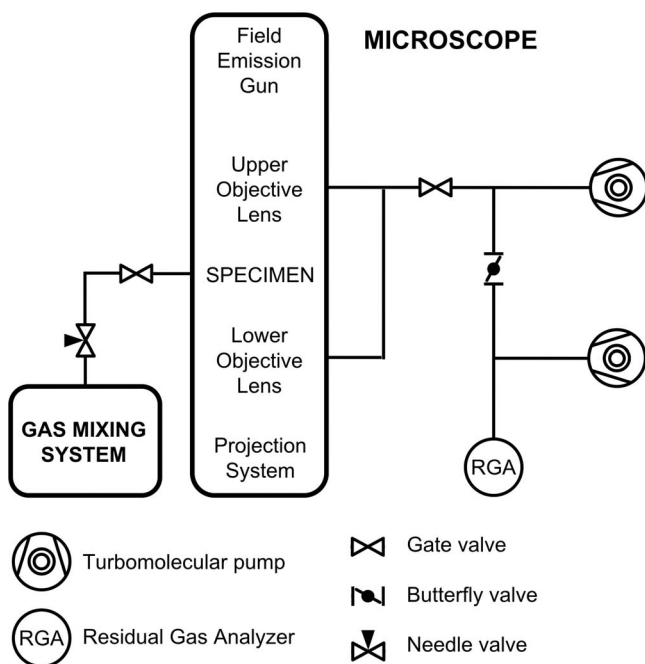 MICROSCOPE
Field
Emission
Gun
Upper
Objective
Lens
SPECIMEN
Lower
Objective
Lens
Projection
System
GAS MIXING
SYSTEM
RGA
Turbomolecular pump
RGA
Residual Gas Analyzer
Gate valve
Butterfly valve
Needle valve